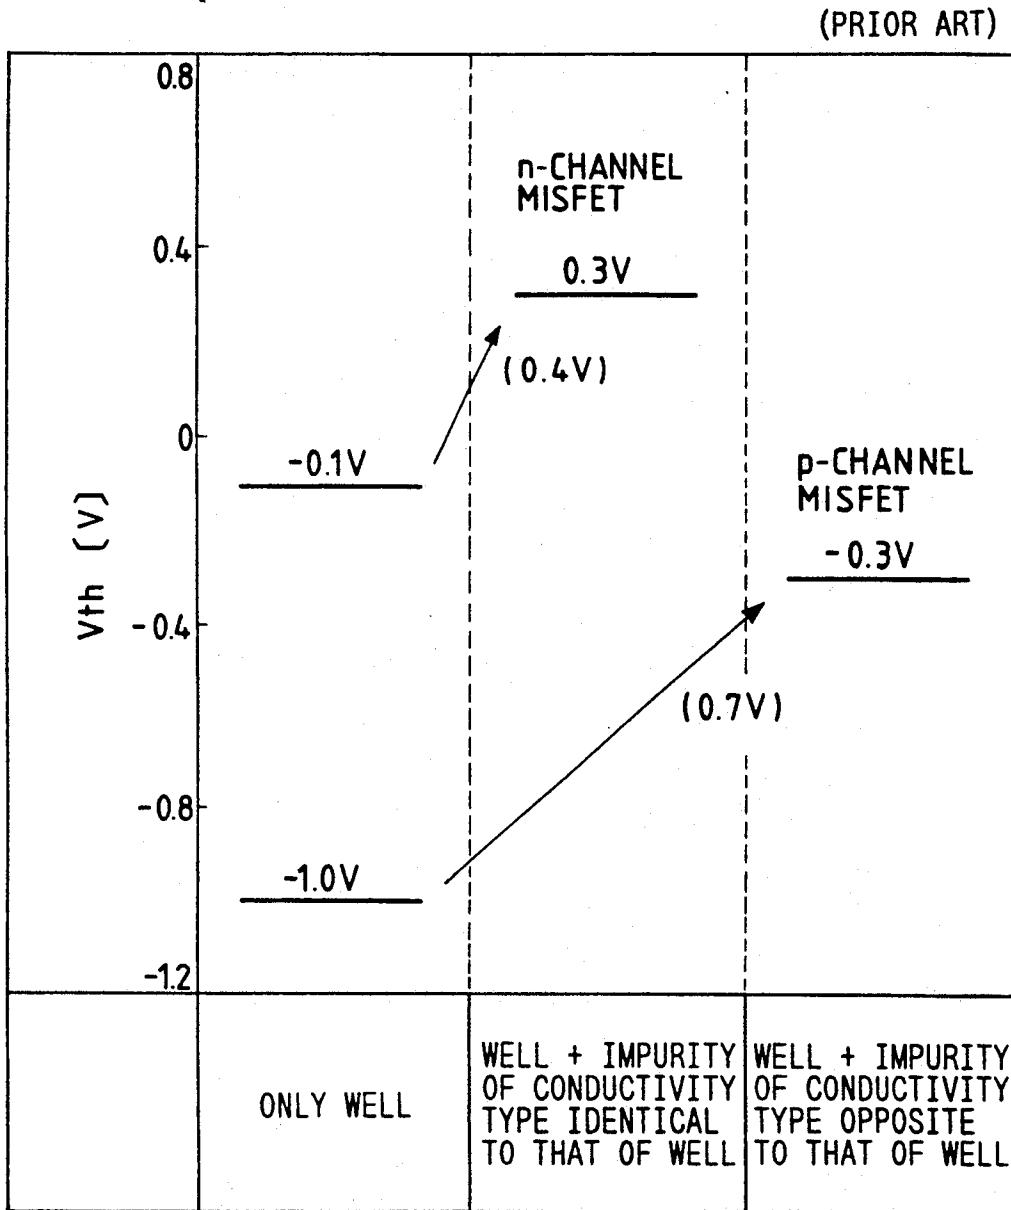 (PRIOR ART)
0.8
n-CHANNEL
MISFET
0.4
0.3V
(0.4V)
0
-0.1V
p-CHANNEL
MISFET
-0.3V
Vth (V)
-0.4
(0.7V)
-0.8
-1.0V
-1.2
ONLY WELL
WELL + IMPURITY
OF CONDUCTIVITY
TYPE IDENTICAL
TO THAT OF WELL
WELL + IMPURITY
OF CONDUCTIVITY
TYPE OPPOSITE
TO THAT OF WELL